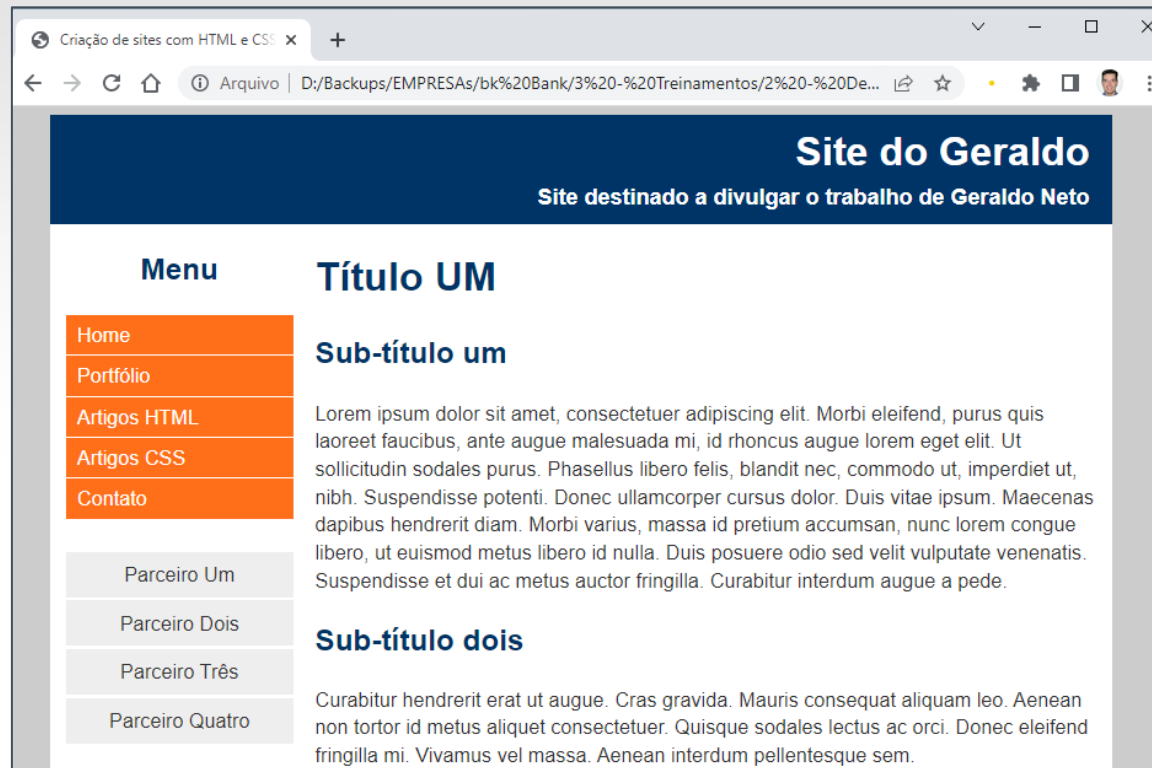 Criação de sites com HTML e CSS
Arquivo D:/Backups/EMPRESAs/bk%20Bank/3%20-%20Treinamentos/2%20-%20De...
Site do Geraldo
Site destinado a divulgar o trabalho de Geraldo Neto
Menu
Home
Portfólio
Artigos HTML
Artigos CSS
Contato
Parceiro Um
Parceiro Dois
Parceiro Três
Parceiro Quatro
Título UM
Sub-título um
Lorem ipsum dolor sit amet, consectetuer adipiscing elit. Morbi eleifend, purus quis
laoreet faucibus, ante augue malesuada mi, id rhoncus augue lorem eget elit. Ut
sollicitudin sodales purus. Phasellus libero felis, blandit nec, commodo ut, imperdiet ut,
nibh. Suspendisse potenti. Donec ullamcorper cursus dolor. Duis vitae ipsum. Maecenas
dapibus hendrerit diam. Morbi varius, massa id pretium accumsan, nunc lorem congue
libero, ut euismod metus libero id nulla. Duis posuere odio sed velit vulputate venenatis.
Suspendisse et dui ac metus auctor fringilla. Curabitur interdum augue a pede.
Sub-título dois
Curabitur hendrerit erat ut augue. Cras gravida. Mauris consequat aliquam leo. Aenean
non tortor id metus aliquet consectetuer. Quisque sodales lectus ac orci. Donec eleifend
fringilla mi. Vivamus vel massa. Aenean interdum pellentesque sem.